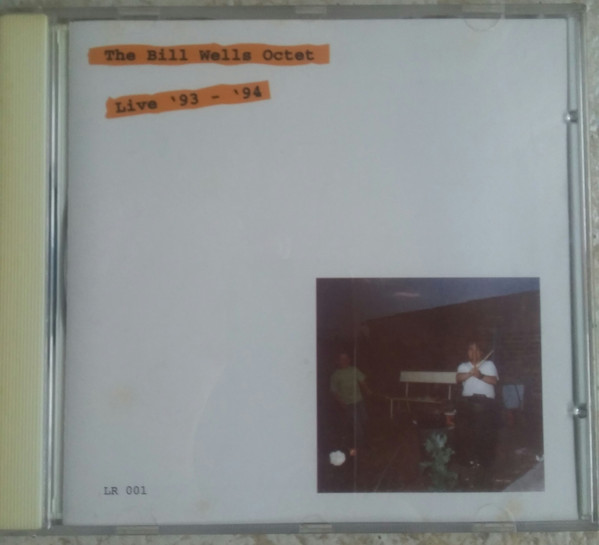 The Bill Wells Octet
Live '93 - '94
LR 001